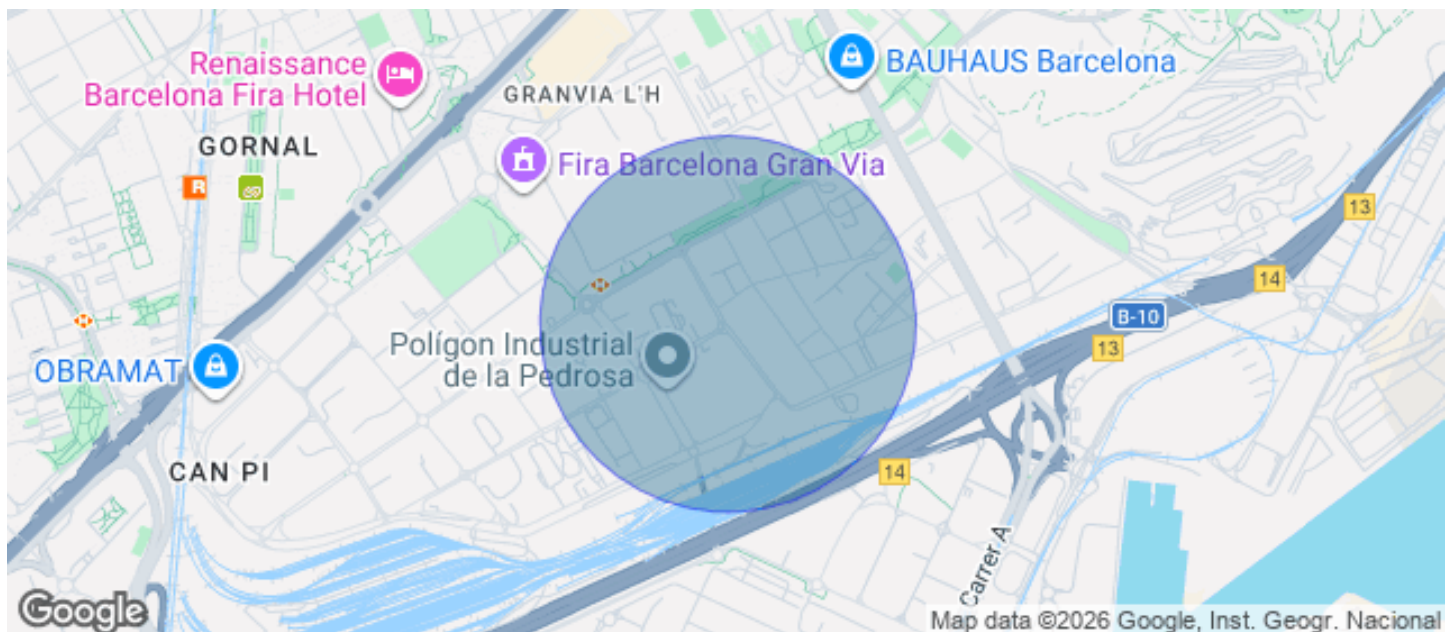 Renaissance
Barcelona Fira Hotel
BAUHAUS Barcelona
GRANVIA L'H
GORNAL
Fira Barcelona Gran Via
R
13
14
B-10
13
Polígon Industrial
de la Pedrosa
OBRAMAT
CAN PI
14
Carrer A
Google
Map data ©2026 Google, Inst. Geogr. Nacional